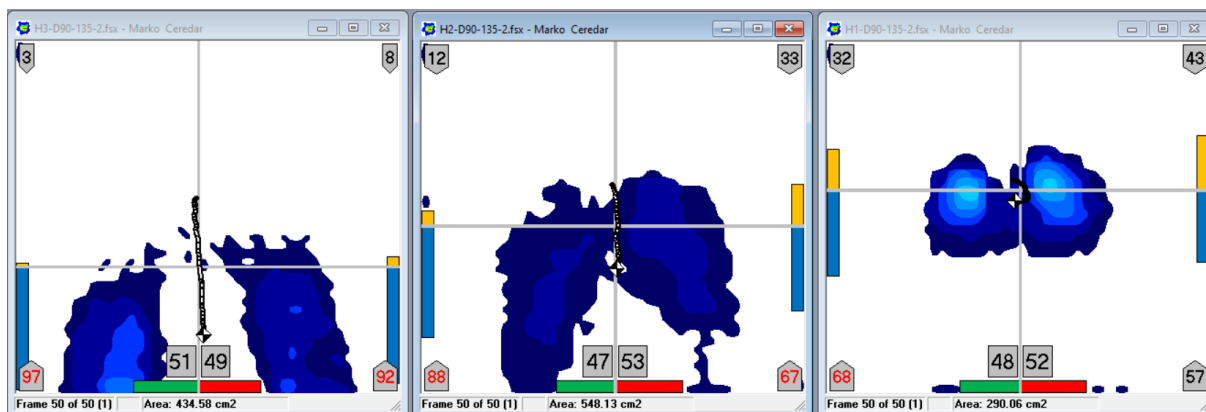 H3-D90-135-2.fsx - Marko Ceredar
3
8
51
49
97
92
Frame 50 of 50 (1)
Area: 434.58 cm2
H2-D90-135-2.fsx - Marko Ceredar
12
33
47
53
88
67
Frame 50 of 50 (1)
Area: 548.13 cm2
H1-D90-135-2.fsx - Marko Ceredar
32
43
48
52
68
57
Frame 50 of 50 (1)
Area: 290.06 cm2